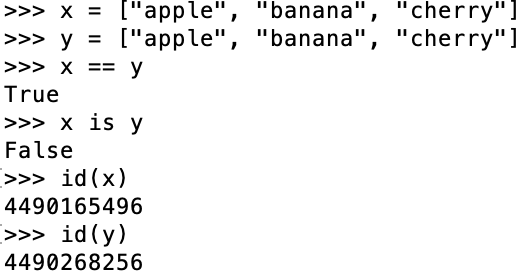 >>> x = ["apple", "banana", "cherry"]
>>> y = ["apple", "banana", "cherry"]
>>> x == y
True
>>> x is y
False
[>>> id(x)
4490165496
[>>> id(y)
4490268256